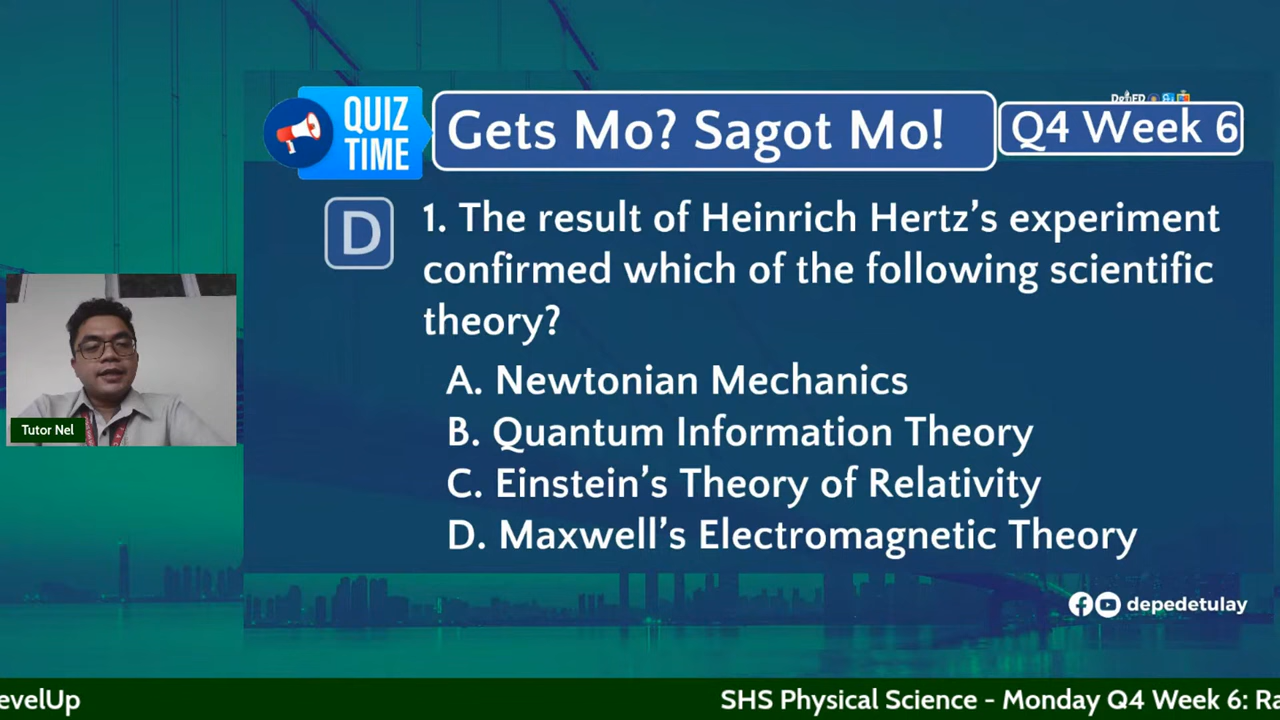 DepED
QUIZ
TIME
Gets Mo? Sagot Mo!
Q4 Week 6
D
1. The result of Heinrich Hertz’s experiment
confirmed which of the following scientific
theory?
A. Newtonian Mechanics
B. Quantum Information Theory
C. Einstein’s Theory of Relativity
D. Maxwell’s Electromagnetic Theory
Tutor Nel
depedetulay
evelUp
SHS Physical Science - Monday Q4 Week 6: Ra